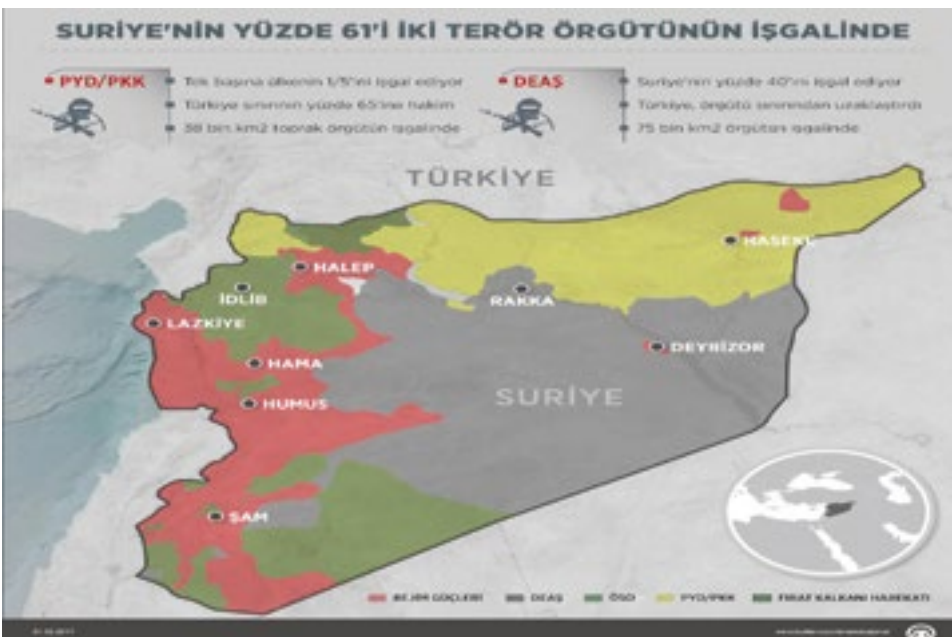 SURİYE'NİN YÜZDE 61'İ İKİ TERÖR ÖRGÜTÜNÜN İŞGALİNDE
PYD/PKK
Tek başına ülkenin 1/5'ini işgal ediyor
Türkiye sınırının yüzde 65'ine hakim
38 bin km2 toprak örgütün işgalinde
DEAŞ
Suriye'nin yüzde 40'ını işgal ediyor
Türkiye, örgütü sınırından uzaklaştırdı
75 bin km2 örgütün işgalinde
TÜRKİYE
HASEKE
HALEP
İDLİB
RAKKA
LAZKİYE
DEYRİZOR
HAMA
SURİYE
HUMUS
ŞAM
REJİM GÜÇLERİ
DEAŞ
ÖSO
PYD/PKK
FIRAT KALKANI HAREKATI